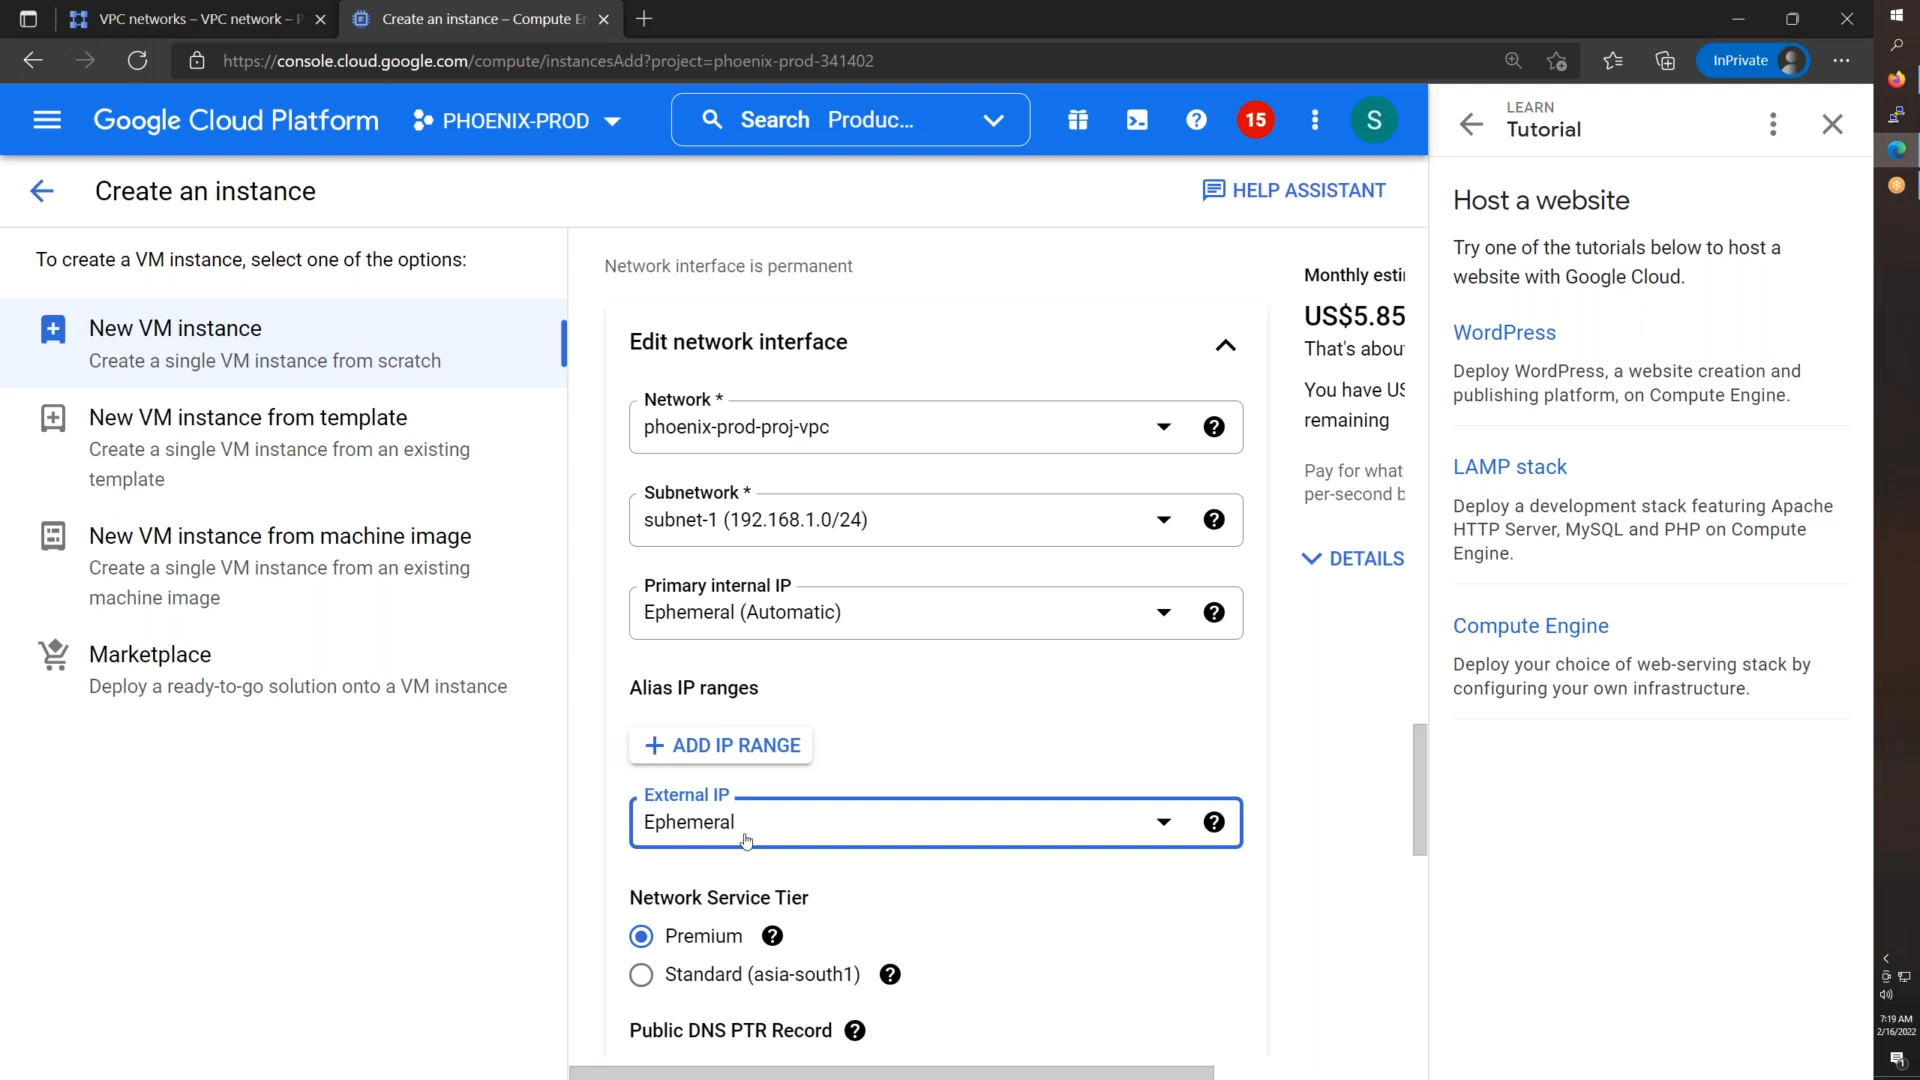 VPC networks – VPC network – P
Create an instance – Compute En
https://console.cloud.google.com/compute/instancesAdd?project=phoenix-prod-341402
InPrivate
Google Cloud Platform
PHOENIX-PROD
Search Produc...
15
S
LEARN
Tutorial
Create an instance
HELP ASSISTANT
To create a VM instance, select one of the options:
New VM instance
Create a single VM instance from scratch
New VM instance from template
Create a single VM instance from an existing
template
New VM instance from machine image
Create a single VM instance from an existing
machine image
Marketplace
Deploy a ready-to-go solution onto a VM instance
Network interface is permanent
Edit network interface
Network *
phoenix-prod-proj-vpc
Subnetwork *
subnet-1 (192.168.1.0/24)
Primary internal IP
Ephemeral (Automatic)
Alias IP ranges
ADD IP RANGE
External IP
Ephemeral
Network Service Tier
Premium
Standard (asia-south1)
Public DNS PTR Record
Monthly esti
US$5.85
That's abou
You have US
remaining
Pay for what
per-second b
DETAILS
Host a website
Try one of the tutorials below to host a
website with Google Cloud.
WordPress
Deploy WordPress, a website creation and
publishing platform, on Compute Engine.
LAMP stack
Deploy a development stack featuring Apache
HTTP Server, MySQL and PHP on Compute
Engine.
Compute Engine
Deploy your choice of web-serving stack by
configuring your own infrastructure.
7:19 AM
2/16/2022